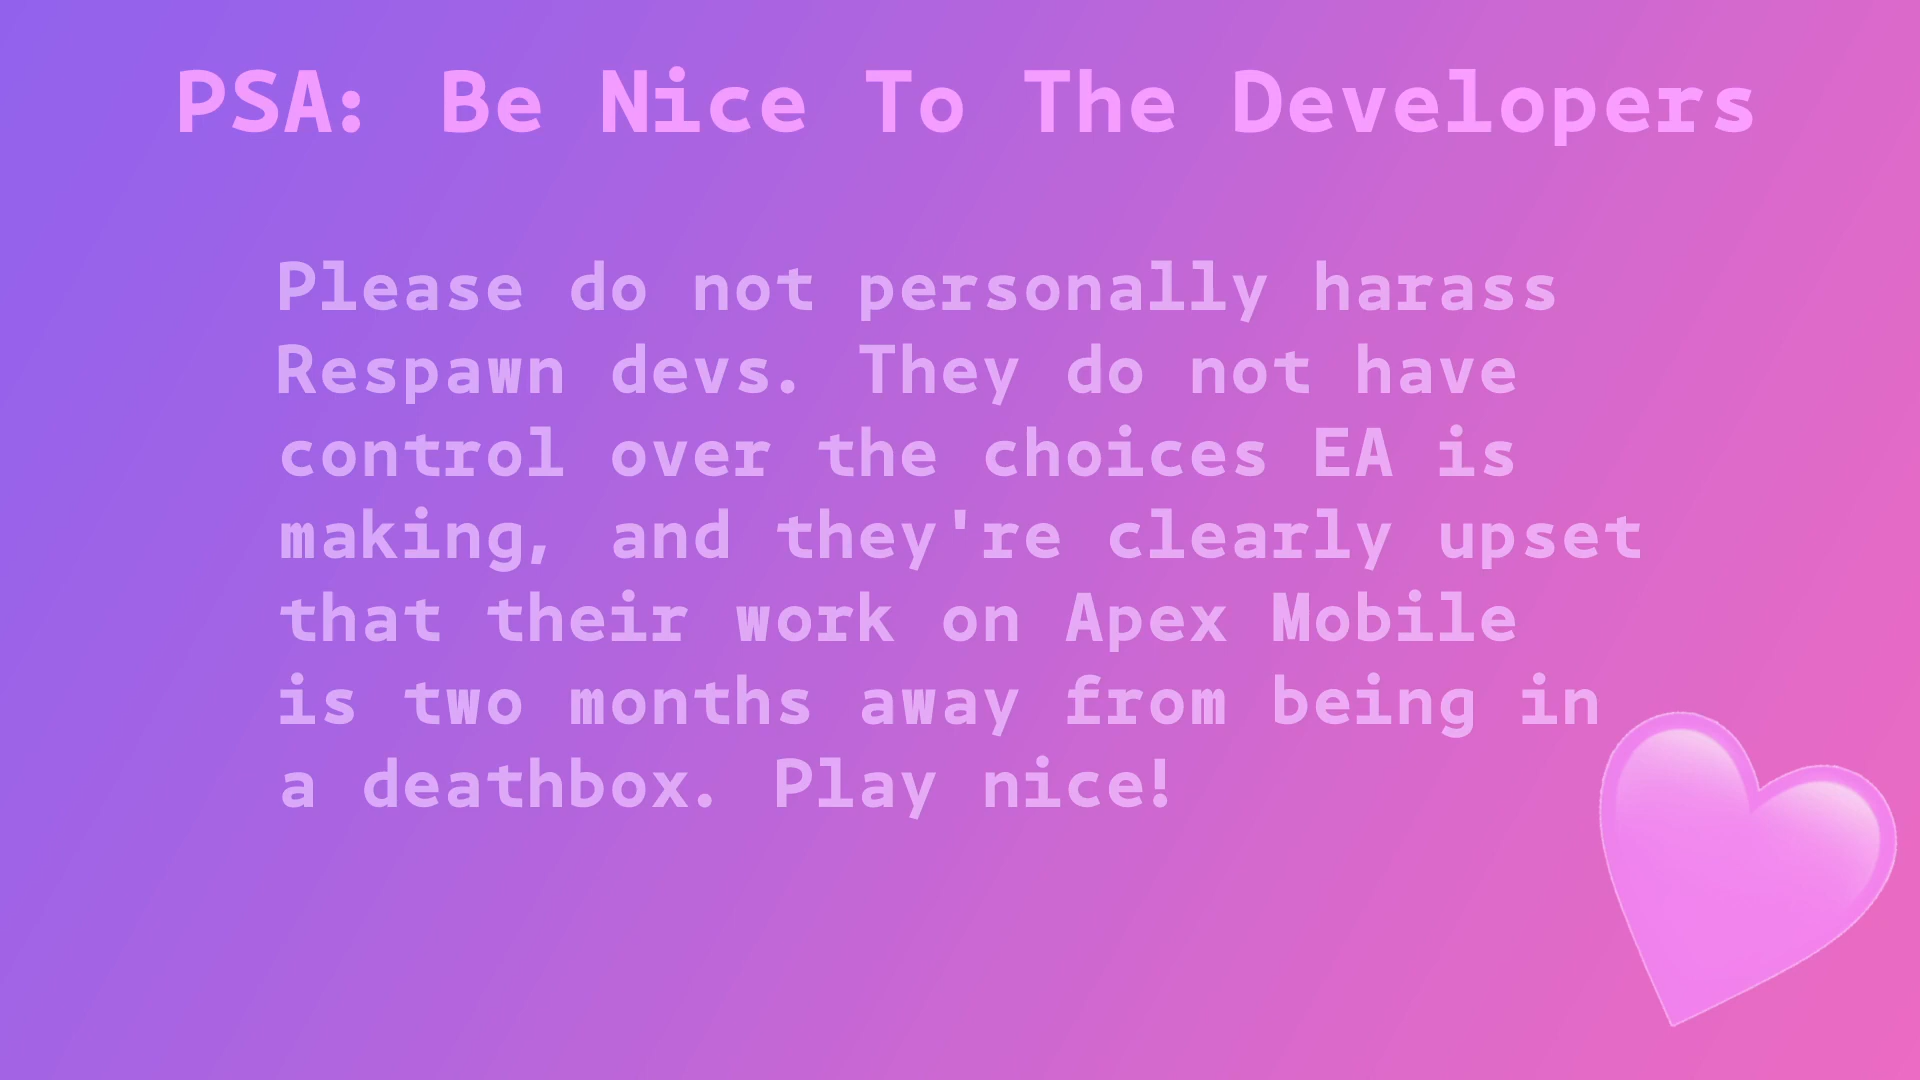 PSA: Be Nice To The Developers
Please do not personally harass
Respawn devs. They do not have
control over the choices EA is
making, and they're clearly upset
that their work on Apex Mobile
is two months away from being in
a deathbox. Play nice!